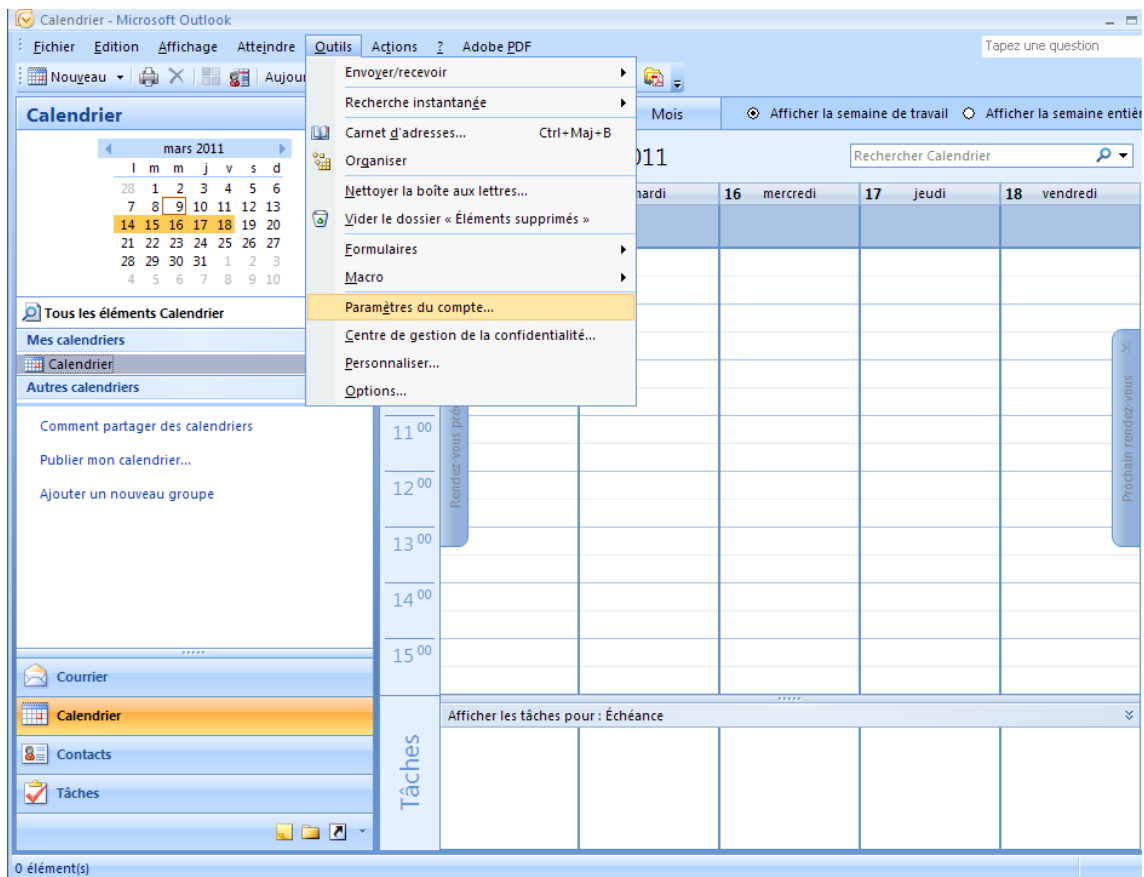 Calendrier - Microsoft Outlook
Fichier Edition Affichage Atteindre Outils Actions ? Adobe PDF Tapez une question
Nouveau Aujour
Envoyer/recevoir
Recherche instantanée
Carnet d'adresses... Ctrl+Maj+B
Organiser
Nettoyer la boîte aux lettres...
Vider le dossier « Éléments supprimés »
Formulaires
Macro
Paramètres du compte...
Centre de gestion de la confidentialité...
Personnaliser...
Options...
Calendrier
Mois Afficher la semaine de travail Afficher la semaine entièr
mars 2011
l m m j v s d
28 1 2 3 4 5 6
7 8 9 10 11 12 13
14 15 16 17 18 19 20
21 22 23 24 25 26 27
28 29 30 31 1 2 3
4 5 6 7 8 9 10
011
Rechercher Calendrier
mardi 16 mercredi 17 jeudi 18 vendredi
Tous les éléments Calendrier
Mes calendriers
Calendrier
Autres calendriers
Comment partager des calendriers
Publier mon calendrier...
Ajouter un nouveau groupe
11 00
12 00
13 00
14 00
15 00
Rendez-vous pré
Prochain rendez-vous
Courrier
Calendrier
Contacts
Tâches
Afficher les tâches pour : Échéance
Tâches
0 élément(s)